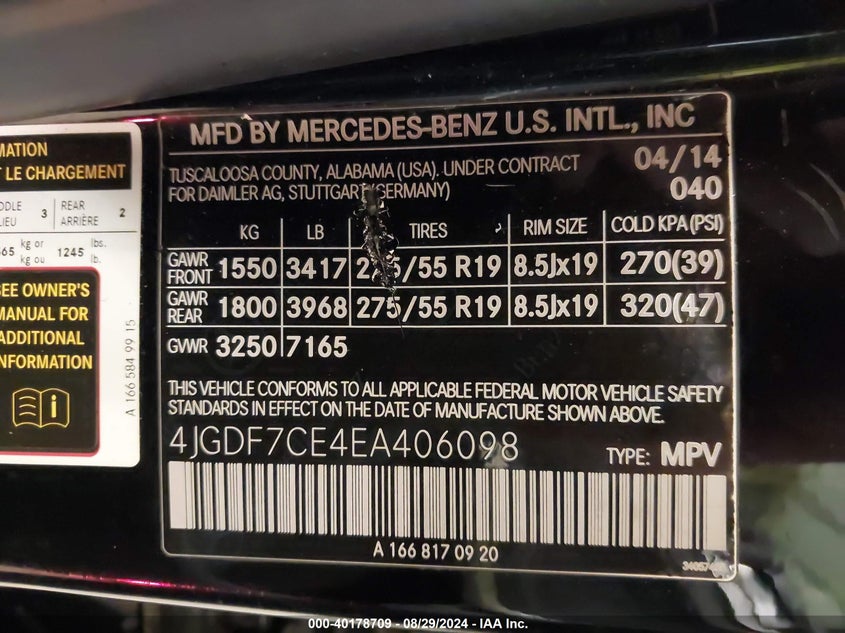 MATION
T LE CHARGEMENT
DDLE 3 REAR 2
LIEU ARRIÈRE
565 kg or 1245 lbs.
kg ou lb.
SEE OWNER'S
MANUAL FOR
ADDITIONAL
INFORMATION
A 166 584 99 15
MFD BY MERCEDES-BENZ U.S. INTL., INC
TUSCALOOSA COUNTY, ALABAMA (USA). UNDER CONTRACT 04/14
FOR DAIMLER AG, STUTTGART (GERMANY) 040
KG LB TIRES RIM SIZE COLD KPA (PSI)
GAWR FRONT 1550 3417 275/55 R19 8.5Jx19 270(39)
GAWR REAR 1800 3968 275/55 R19 8.5Jx19 320(47)
GVWR 3250 7165
THIS VEHICLE CONFORMS TO ALL APPLICABLE FEDERAL MOTOR VEHICLE SAFETY
STANDARDS IN EFFECT ON THE DATE OF MANUFACTURE SHOWN ABOVE.
4JGDF7CE4EA406098 TYPE: MPV
A 166 817 09 20
000-40178709 - 08/29/2024 - IAA Inc.